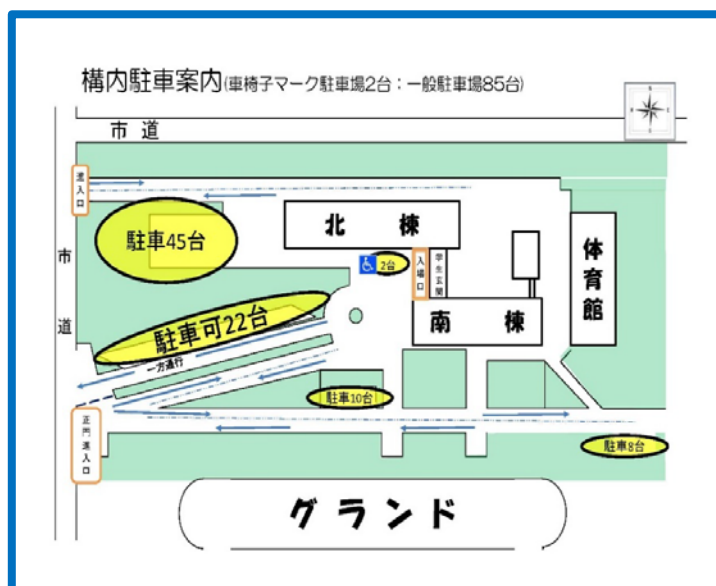 構内駐車案内(車椅子マーク駐車場2台：一般駐車場85台)
市道
進入口
北棟
駐車45台
2台
入場口
学生玄関
体育館
市道
南棟
駐車可22台
一方通行
駐車10台
正門進入口
駐車8台
グランド